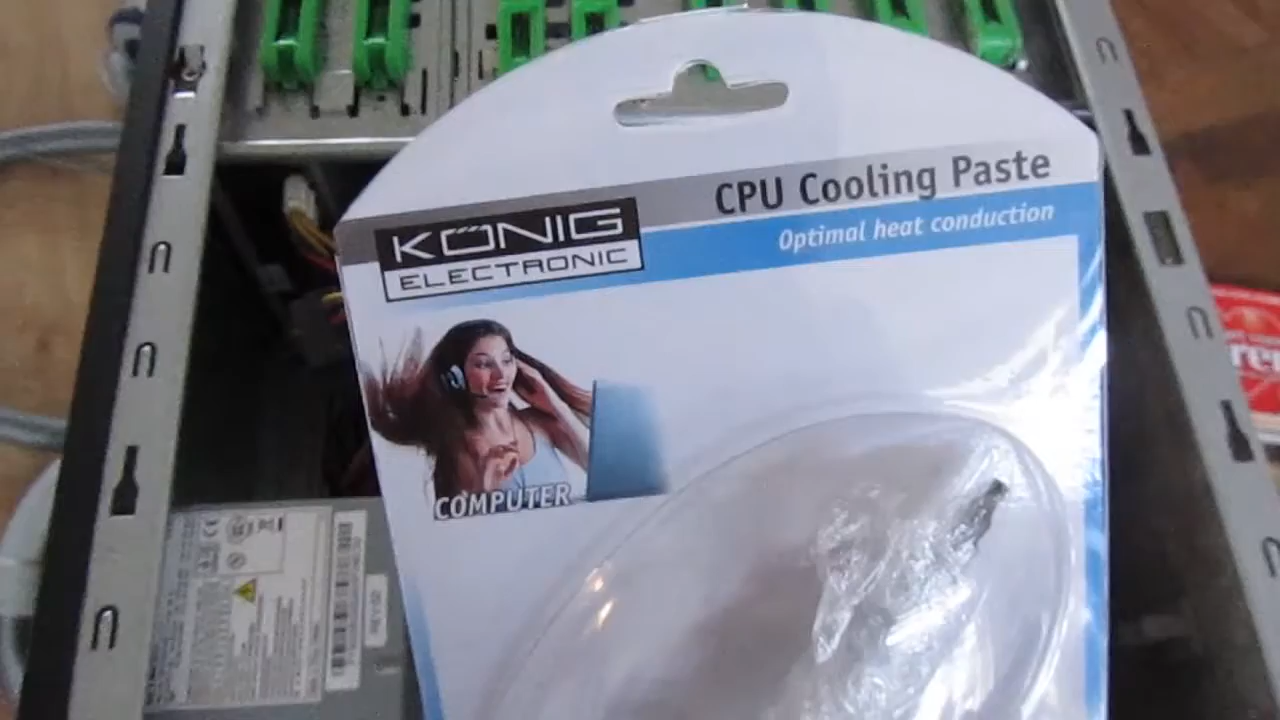 CPU Cooling Paste
Optimal heat conduction
KÖNIG
ELECTRONIC
COMPUTER